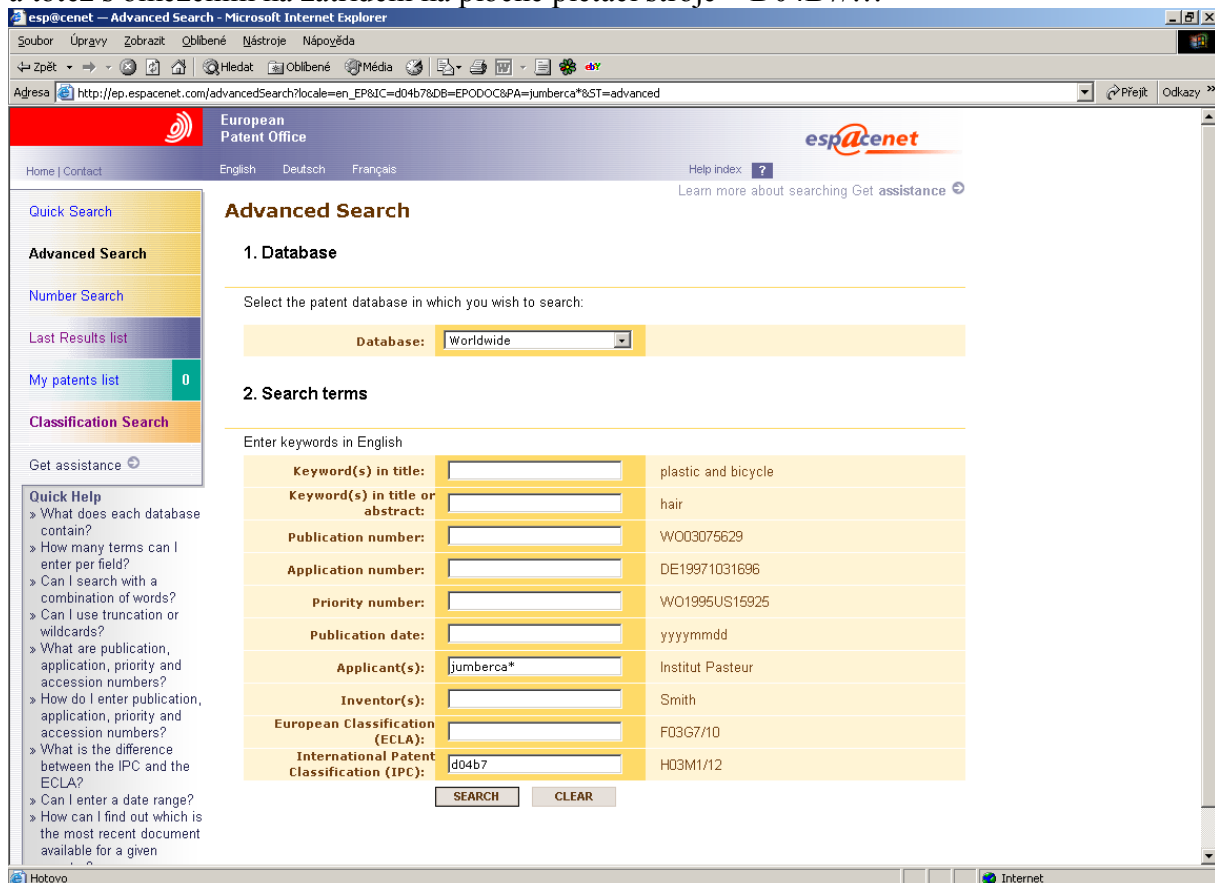 esp@cenet — Advanced Search - Microsoft Internet Explorer
Soubor Úpravy Zobrazit Oblíbené Nástroje Nápověda
Zpět Hledat Oblíbené Média
Adresa http://ep.espacenet.com/advancedSearch?locale=en_EP&IC=d04b7&DB=EPODOC&PA=jumberca*&ST=advanced Přejít Odkazy »
European
Patent Office
espacenet
Home | Contact English Deutsch Français Help index ?
Learn more about searching Get assistance
Quick Search
Advanced Search
Number Search
Last Results list
My patents list 0
Classification Search
Get assistance
Quick Help
» What does each database
contain?
» How many terms can I
enter per field?
» Can I search with a
combination of words?
» Can I use truncation or
wildcards?
» What are publication,
application, priority and
accession numbers?
» How do I enter publication,
application, priority and
accession numbers?
» What is the difference
between the IPC and the
ECLA?
» Can I enter a date range?
» How can I find out which is
the most recent document
available for a given
Advanced Search
1. Database
Select the patent database in which you wish to search:
Database: Worldwide
2. Search terms
Enter keywords in English
Keyword(s) in title: plastic and bicycle
Keyword(s) in title or
abstract: hair
Publication number: WO03075629
Application number: DE19971031696
Priority number: WO1995US15925
Publication date: yyyymmdd
Applicant(s): jumberca* Institut Pasteur
Inventor(s): Smith
European Classification
(ECLA): F03G7/10
International Patent
Classification (IPC): d04b7 H03M1/12
SEARCH CLEAR
Hotovo Internet